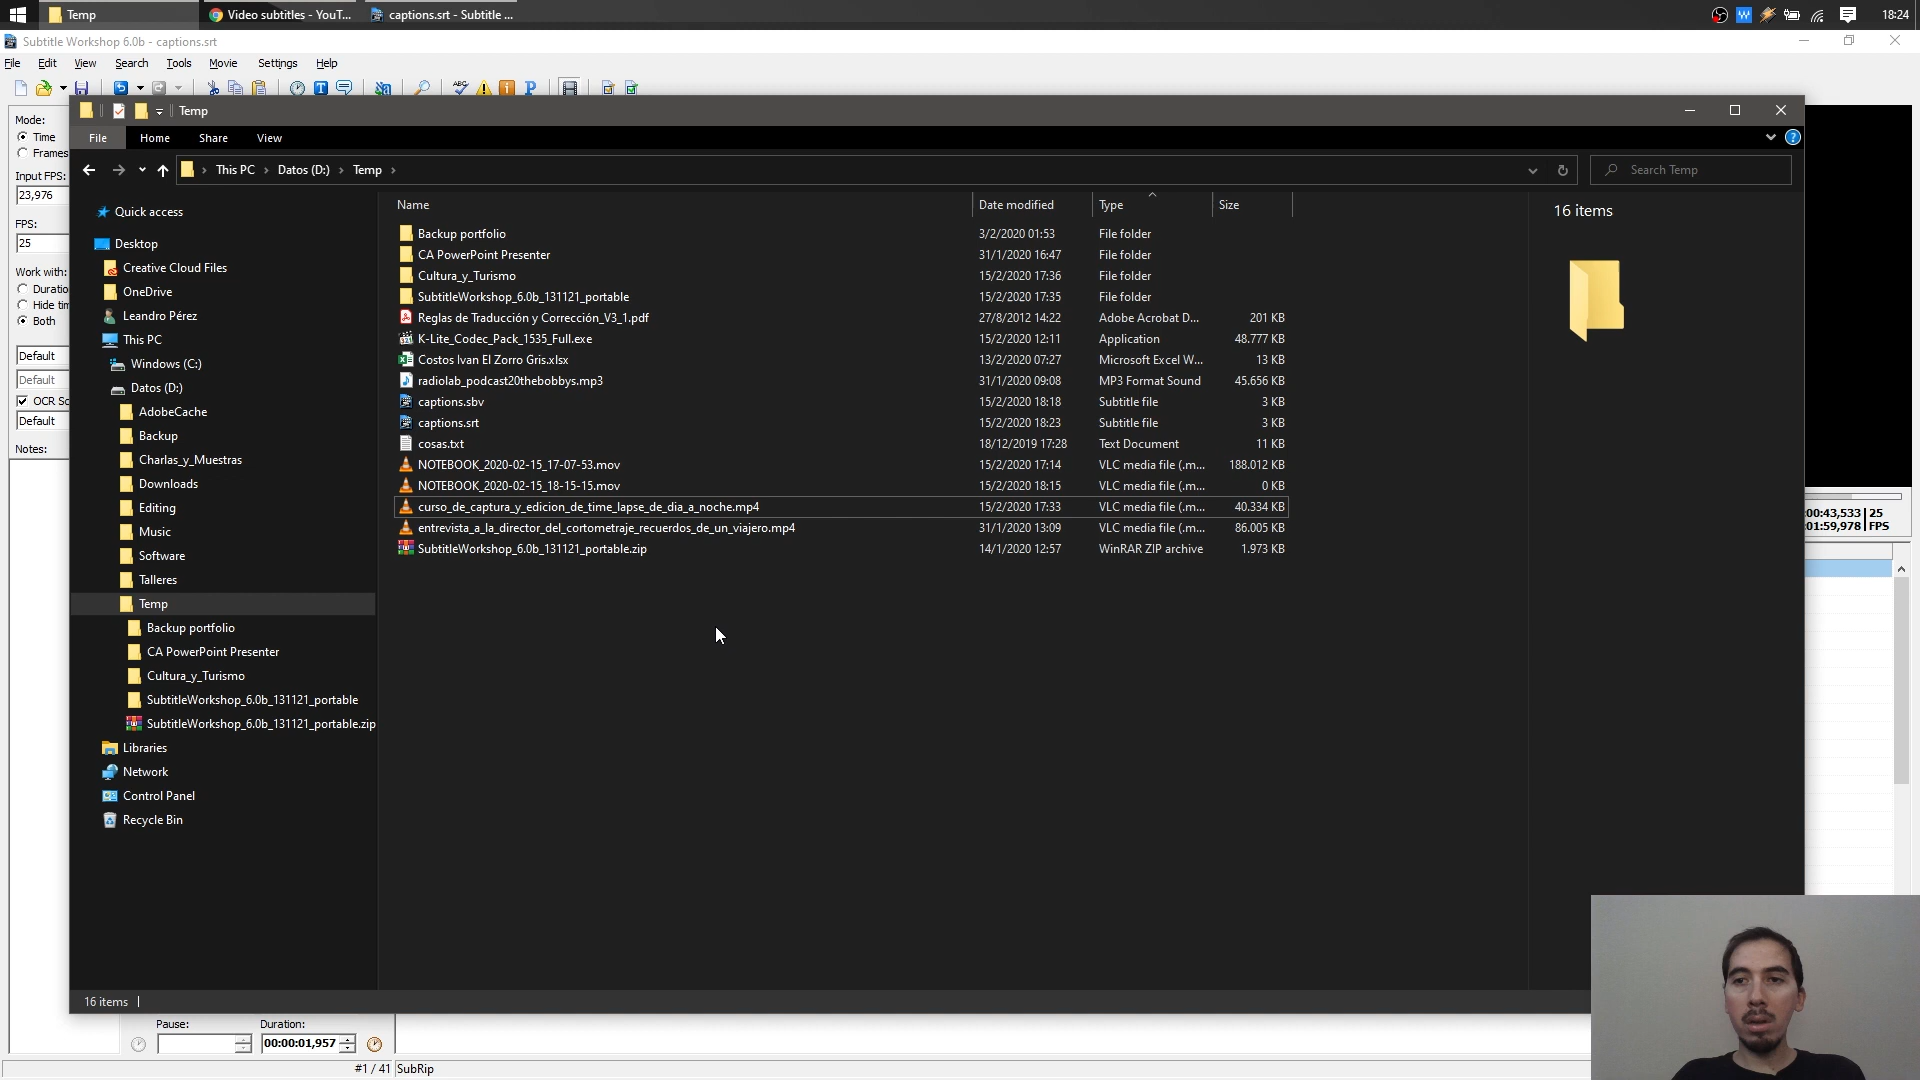 Temp
Video subtitles - YouT...
captions.srt - Subtitle ...
18:24
Subtitle Workshop 6.0b - captions.srt
File Edit View Search Tools Movie Settings Help
Temp
File Home Share View
This PC > Datos (D:) > Temp >
Search Temp
Mode:
Time
Frames
Input FPS:
23,976
FPS:
25
Work with:
Duratio
Hide tim
Both
Default
Default
OCR Sc
Default
Notes:
Quick access
Desktop
Creative Cloud Files
OneDrive
Leandro Pérez
This PC
Windows (C:)
Datos (D:)
AdobeCache
Backup
Charlas_y_Muestras
Downloads
Editing
Music
Software
Talleres
Temp
Backup portfolio
CA PowerPoint Presenter
Cultura_y_Turismo
SubtitleWorkshop_6.0b_131121_portable
SubtitleWorkshop_6.0b_131121_portable.zip
Libraries
Network
Control Panel
Recycle Bin
Name Date modified Type Size
Backup portfolio 3/2/2020 01:53 File folder
CA PowerPoint Presenter 31/1/2020 16:47 File folder
Cultura_y_Turismo 15/2/2020 17:36 File folder
SubtitleWorkshop_6.0b_131121_portable 15/2/2020 17:35 File folder
Reglas de Traducción y Corrección_V3_1.pdf 27/8/2012 14:22 Adobe Acrobat D... 201 KB
K-Lite_Codec_Pack_1535_Full.exe 15/2/2020 12:11 Application 48.777 KB
Costos Ivan El Zorro Gris.xlsx 13/2/2020 07:27 Microsoft Excel W... 13 KB
radiolab_podcast20thebobbys.mp3 31/1/2020 09:08 MP3 Format Sound 45.656 KB
captions.sbv 15/2/2020 18:18 Subtitle file 3 KB
captions.srt 15/2/2020 18:23 Subtitle file 3 KB
cosas.txt 18/12/2019 17:28 Text Document 11 KB
NOTEBOOK_2020-02-15_17-07-53.mov 15/2/2020 17:14 VLC media file (.m... 188.012 KB
NOTEBOOK_2020-02-15_18-15-15.mov 15/2/2020 18:15 VLC media file (.m... 0 KB
curso_de_captura_y_edicion_de_time_lapse_de_dia_a_noche.mp4 15/2/2020 17:33 VLC media file (.m... 40.334 KB
entrevista_a_la_director_del_cortometraje_recuerdos_de_un_viajero.mp4 31/1/2020 13:09 VLC media file (.m... 86.005 KB
SubtitleWorkshop_6.0b_131121_portable.zip 14/1/2020 12:57 WinRAR ZIP archive 1.973 KB
16 items
00:43,533 25
01:59,978 FPS
16 items
Pause: Duration:
00:00:01,957
#1 / 41 SubRip